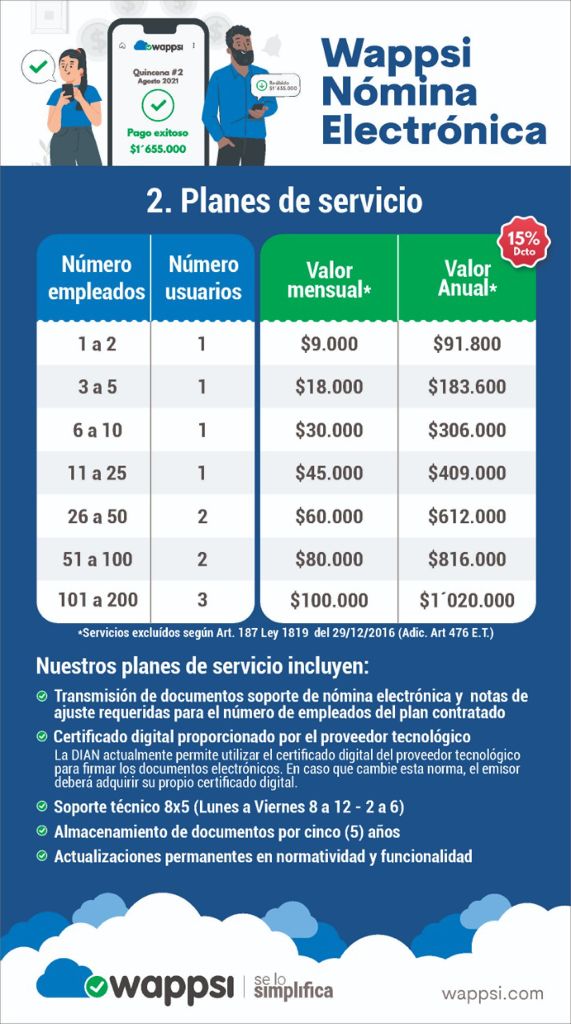 wappsi
Quincena #2
Agosto 2021
Pago exitoso
$1´655.000
Recibido
$1´655.000
Wappsi
Nómina
Electrónica
2. Planes de servicio
15%
Dcto
Número empleados Número usuarios Valor mensual* Valor Anual*
1 a 2 1 $9.000 $91.800
3 a 5 1 $18.000 $183.600
6 a 10 1 $30.000 $306.000
11 a 25 1 $45.000 $409.000
26 a 50 2 $60.000 $612.000
51 a 100 2 $80.000 $816.000
101 a 200 3 $100.000 $1´020.000
*Servicios excluídos según Art. 187 Ley 1819 del 29/12/2016 (Adic. Art 476 E.T.)
Nuestros planes de servicio incluyen:
Transmisión de documentos soporte de nómina electrónica y notas de
ajuste requeridas para el número de empleados del plan contratado
Certificado digital proporcionado por el proveedor tecnológico
La DIAN actualmente permite utilizar el certificado digital del proveedor tecnológico
para firmar los documentos electrónicos. En caso que cambie esta norma, el emisor
deberá adquirir su propio certificado digital.
Soporte técnico 8x5 (Lunes a Viernes 8 a 12 - 2 a 6)
Almacenamiento de documentos por cinco (5) años
Actualizaciones permanentes en normatividad y funcionalidad
wappsi
se lo
simplifica
wappsi.com